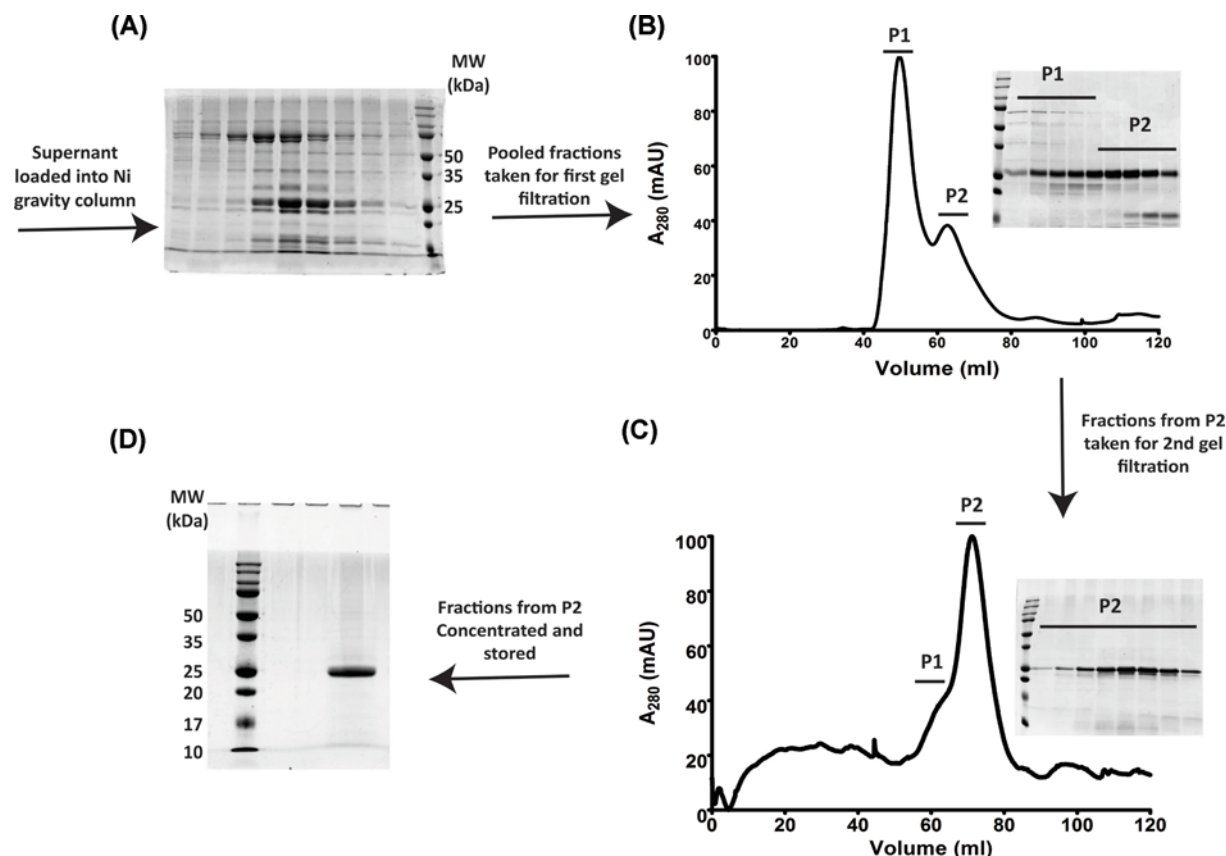 (A)
MW
(kDa)
50
35
25
Supernant
loaded into Ni
gravity column
Pooled fractions
taken for first gel
filtration
(B)
P1
P2
100
80
60
40
20
0
A280 (mAU)
0 20 40 60 80 100 120
Volume (ml)
P1
P2
Fractions from P2
taken for 2nd gel
filtration
(C)
P2
P1
100
80
60
40
20
0
A280 (mAU)
0 20 40 60 80 100 120
Volume (ml)
P2
Fractions from P2
Concentrated and
stored
(D)
MW
(kDa)
50
35
25
20
17
10